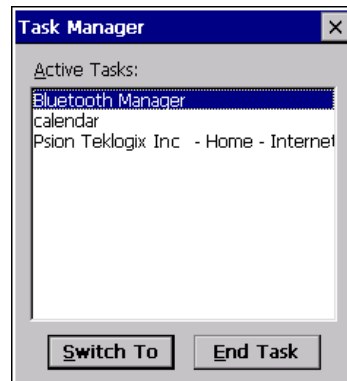 Task Manager
Active Tasks:
Bluetooth Manager
calendar
Psion Teklogix Inc - Home - Internet
Switch To
End Task